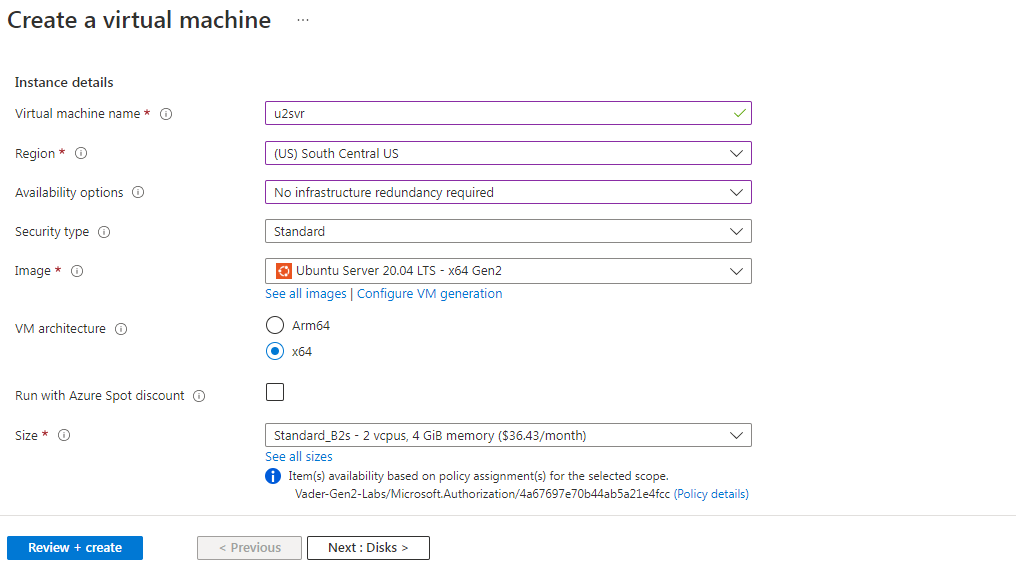 Create a virtual machine ...
Instance details
Virtual machine name *
u2svr
Region *
(US) South Central US
Availability options
No infrastructure redundancy required
Security type
Standard
Image *
Ubuntu Server 20.04 LTS - x64 Gen2
See all images | Configure VM generation
VM architecture
Arm64
x64
Run with Azure Spot discount
Size *
Standard_B2s - 2 vcpus, 4 GiB memory ($36.43/month)
See all sizes
Item(s) availability based on policy assignment(s) for the selected scope.
Vader-Gen2-Labs/Microsoft.Authorization/4a67697e70b44ab5a21e4fcc (Policy details)
Review + create
< Previous
Next : Disks >